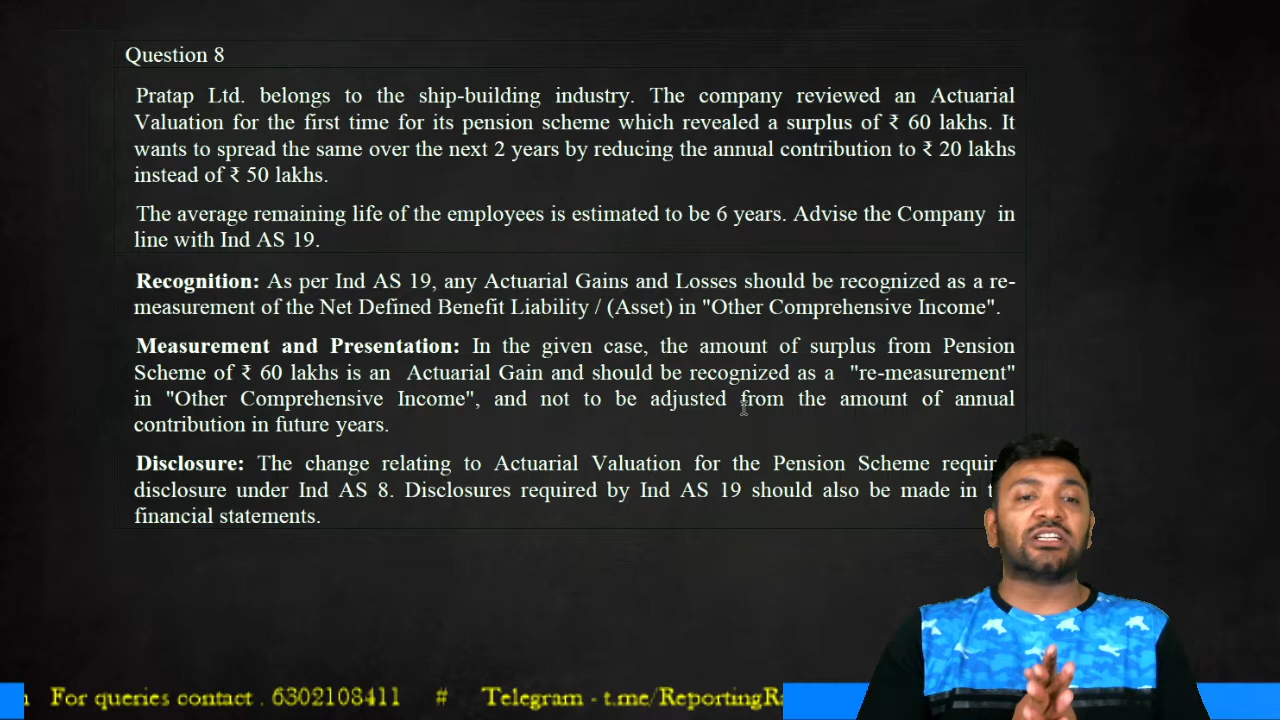 Question 8
Pratap Ltd. belongs to the ship-building industry. The company reviewed an Actuarial
Valuation for the first time for its pension scheme which revealed a surplus of ₹ 60 lakhs. It
wants to spread the same over the next 2 years by reducing the annual contribution to ₹ 20 lakhs
instead of ₹ 50 lakhs.
The average remaining life of the employees is estimated to be 6 years. Advise the Company in
line with Ind AS 19.
Recognition: As per Ind AS 19, any Actuarial Gains and Losses should be recognized as a re-
measurement of the Net Defined Benefit Liability / (Asset) in "Other Comprehensive Income".
Measurement and Presentation: In the given case, the amount of surplus from Pension
Scheme of ₹ 60 lakhs is an Actuarial Gain and should be recognized as a "re-measurement"
in "Other Comprehensive Income", and not to be adjusted from the amount of annual
contribution in future years.
Disclosure: The change relating to Actuarial Valuation for the Pension Scheme
disclosure under Ind AS 8. Disclosures required by Ind AS 19 should also be made in
financial statements.
For queries contact . 6302108411 # Telegram - t.me/ReportingR